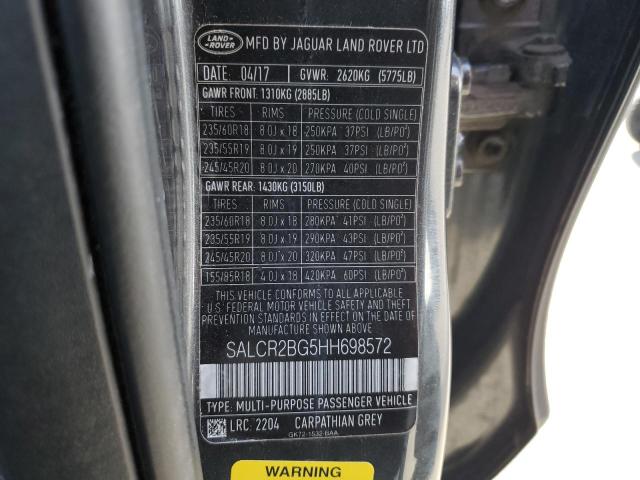 LAND ROVER MFD BY JAGUAR LAND ROVER LTD
DATE: 04/17 GVWR: 2620KG (5775LB)
GAWR FRONT: 1310KG (2885LB)
TIRES RIMS PRESSURE (COLD SINGLE)
235/60R18 8.0J x 18 250KPA 37PSI (LB/PO²)
235/55R19 8.0J x 19 250KPA 37PSI (LB/PO²)
245/45R20 8.0J x 20 270KPA 40PSI (LB/PO²)
GAWR REAR: 1430KG (3150LB)
TIRES RIMS PRESSURE (COLD SINGLE)
235/60R18 8.0J x 18 280KPA 41PSI (LB/PO²)
235/55R19 8.0J x 19 290KPA 43PSI (LB/PO²)
245/45R20 8.0J x 20 320KPA 47PSI (LB/PO²)
155/85R18 4.0J x 18 420KPA 60PSI (LB/PO²)
THIS VEHICLE CONFORMS TO ALL APPLICABLE
U.S. FEDERAL MOTOR VEHICLE SAFETY AND THEFT
PREVENTION STANDARDS IN EFFECT ON THE DATE
OF MANUFACTURE SHOWN ABOVE.
SALCR2BG5HH698572
TYPE: MULTI-PURPOSE PASSENGER VEHICLE
LRC: 2204 CARPATHIAN GREY
GK72-1532-BAA
WARNING